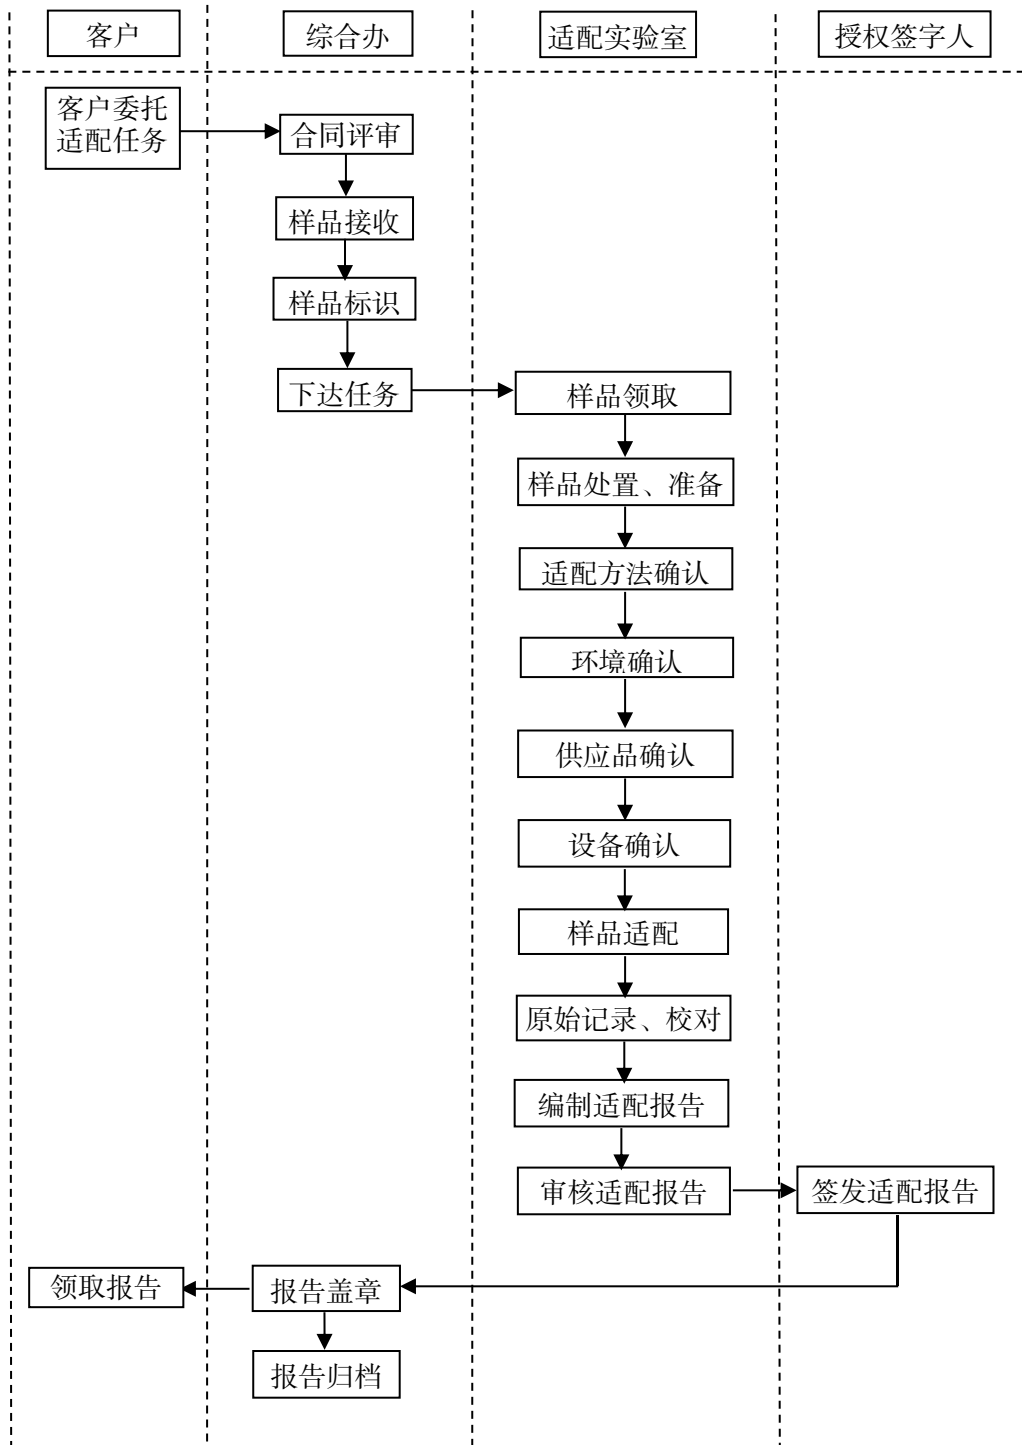 客户
综合办
适配实验室
授权签字人
客户委托
适配任务
合同评审
样品接收
样品标识
下达任务
样品领取
样品处置、准备
适配方法确认
环境确认
供应品确认
设备确认
样品适配
原始记录、校对
编制适配报告
审核适配报告
签发适配报告
领取报告
报告盖章
报告归档